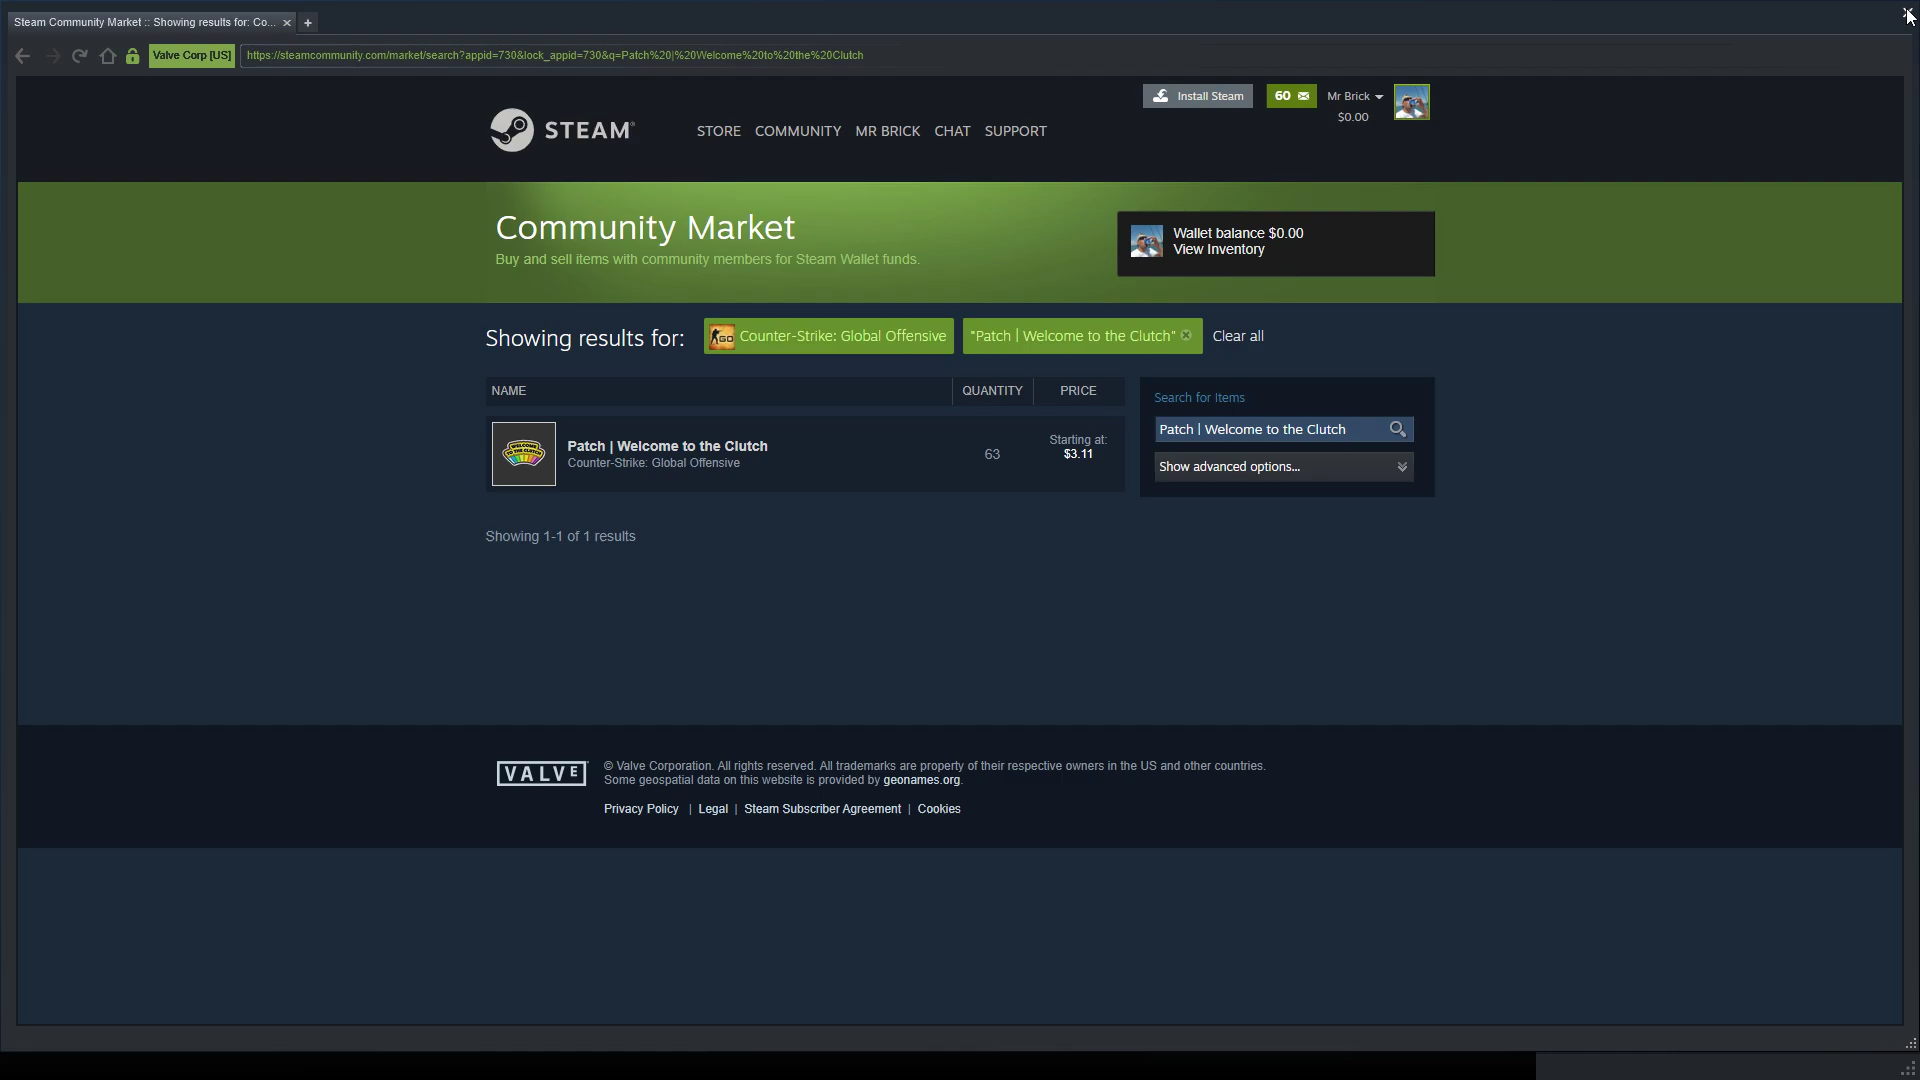 Steam Community Market :: Showing results for: Co...
Valve Corp [US]
https://steamcommunity.com/market/search?appid=730&lock_appid=730&q=Patch%20|%20Welcome%20to%20the%20Clutch
Install Steam
60
Mr Brick
$0.00
STEAM®
STORE COMMUNITY MR BRICK CHAT SUPPORT
Community Market
Buy and sell items with community members for Steam Wallet funds.
Wallet balance $0.00
View Inventory
Showing results for:
GO
Counter-Strike: Global Offensive
"Patch | Welcome to the Clutch"
Clear all
NAME QUANTITY PRICE
WELCOME
TO THE CLUTCH
Patch | Welcome to the Clutch
Counter-Strike: Global Offensive
63
Starting at:
$3.11
Search for Items
Patch | Welcome to the Clutch
Show advanced options...
Showing 1-1 of 1 results
VALVE
© Valve Corporation. All rights reserved. All trademarks are property of their respective owners in the US and other countries.
Some geospatial data on this website is provided by geonames.org.
Privacy Policy | Legal | Steam Subscriber Agreement | Cookies